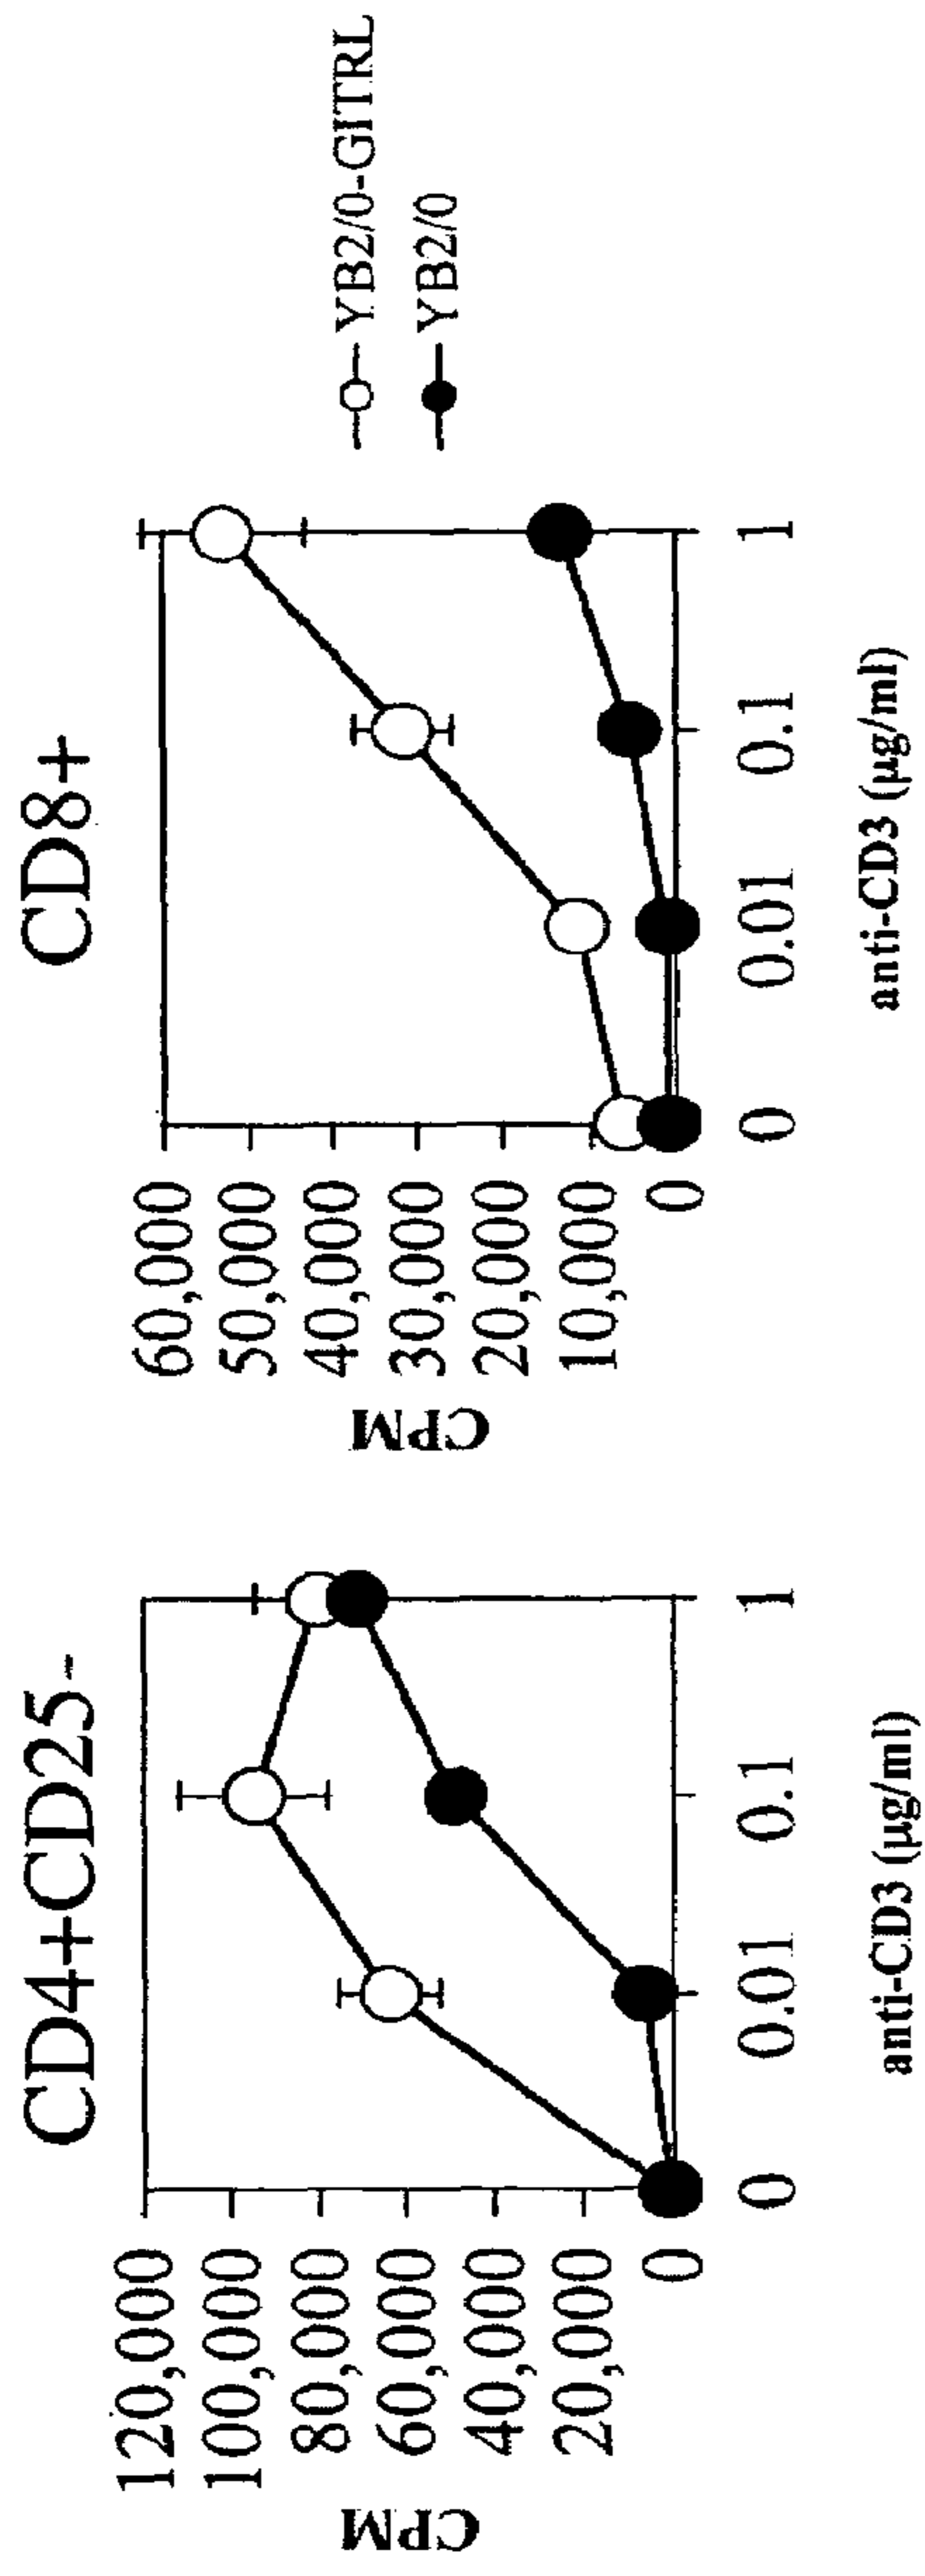 CD4+CD25-
CPM
120,000
100,000
80,000
60,000
40,000
20,000
0
0
0.01
0.1
1
anti-CD3 (μg/ml)
CD8+
CPM
60,000
50,000
40,000
30,000
20,000
10,000
0
0
0.01
0.1
1
anti-CD3 (μg/ml)
YB2/0-GITRL
YB2/0